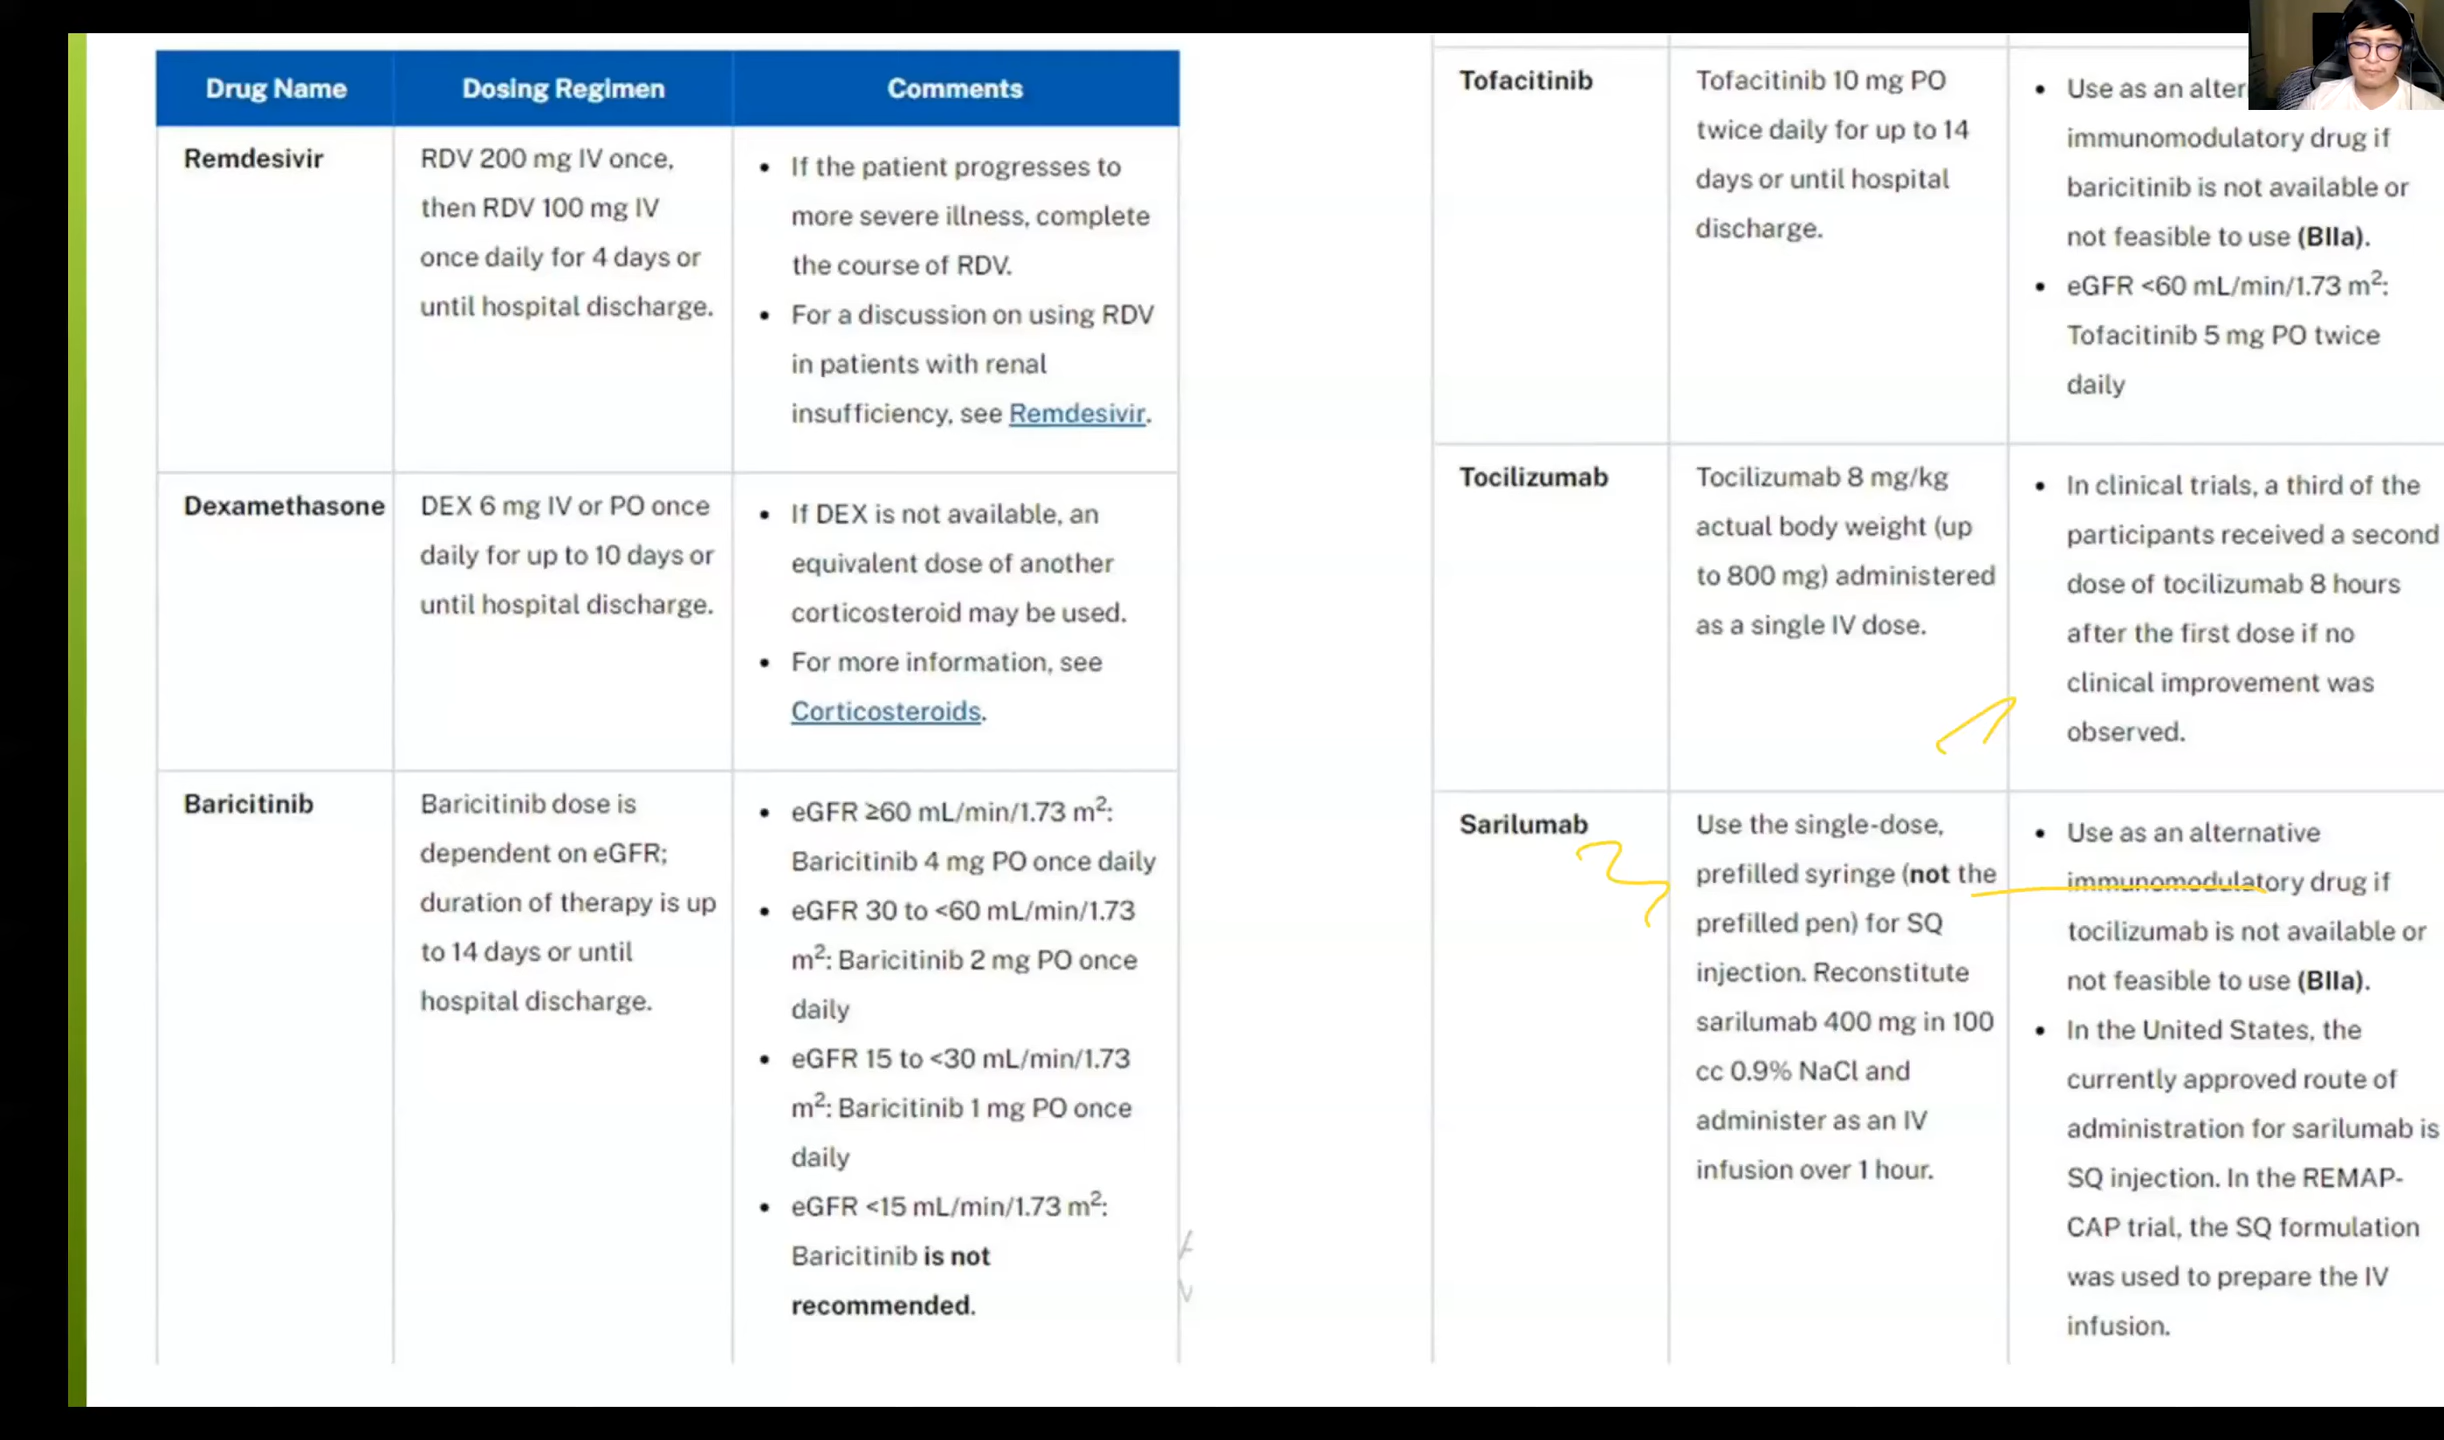 Drug Name Dosing Regimen Comments
Remdesivir
RDV 200 mg IV once,
then RDV 100 mg IV
once daily for 4 days or
until hospital discharge.
• If the patient progresses to
more severe illness, complete
the course of RDV.
• For a discussion on using RDV
in patients with renal
insufficiency, see Remdesivir.
Dexamethasone
DEX 6 mg IV or PO once
daily for up to 10 days or
until hospital discharge.
• If DEX is not available, an
equivalent dose of another
corticosteroid may be used.
• For more information, see
Corticosteroids.
Baricitinib
Baricitinib dose is
dependent on eGFR;
duration of therapy is up
to 14 days or until
hospital discharge.
• eGFR ≥60 mL/min/1.73 m²:
Baricitinib 4 mg PO once daily
• eGFR 30 to <60 mL/min/1.73
m²: Baricitinib 2 mg PO once
daily
• eGFR 15 to <30 mL/min/1.73
m²: Baricitinib 1 mg PO once
daily
• eGFR <15 mL/min/1.73 m²:
Baricitinib is not
recommended.
Tofacitinib
Tofacitinib 10 mg PO
twice daily for up to 14
days or until hospital
discharge.
• Use as an
immunomodulatory drug if
baricitinib is not available or
not feasible to use (BIIa).
• eGFR <60 mL/min/1.73 m²:
Tofacitinib 5 mg PO twice
daily
Tocilizumab
Tocilizumab 8 mg/kg
actual body weight (up
to 800 mg) administered
as a single IV dose.
• In clinical trials, a third of the
participants received a second
dose of tocilizumab 8 hours
after the first dose if no
clinical improvement was
observed.
Sarilumab
Use the single-dose,
prefilled syringe (not the
prefilled pen) for SQ
injection. Reconstitute
sarilumab 400 mg in 100
cc 0.9% NaCl and
administer as an IV
infusion over 1 hour.
• Use as an alternative
immunomodulatory drug if
tocilizumab is not available or
not feasible to use (BIIa).
• In the United States, the
currently approved route of
administration for sarilumab is
SQ injection. In the REMAP-
CAP trial, the SQ formulation
was used to prepare the IV
infusion.